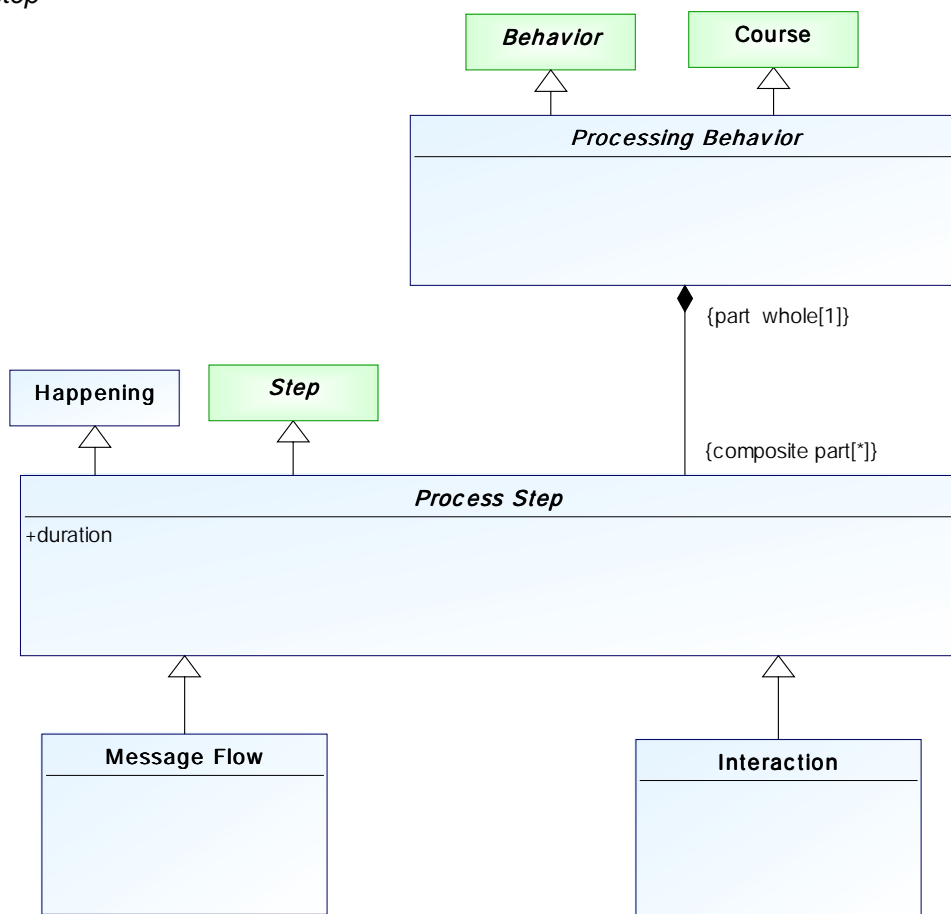 Behavior
Course
Processing Behavior
{part whole[1]}
Happening
Step
{composite part[*]}
Process Step
+duration
Message Flow
Interaction